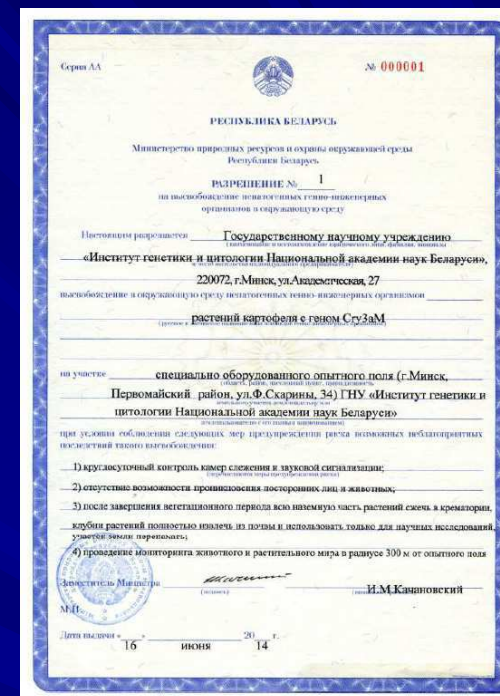 Серия АА
№ 000001
РЕСПУБЛИКА БЕЛАРУСЬ
Министерство природных ресурсов и охраны окружающей среды
Республики Беларусь
РАЗРЕШЕНИЕ № 1
на высвобождение непатогенных генно-инженерных
организмов в окружающую среду
Настоящим разрешается Государственному научному учреждению
«Институт генетики и цитологии Национальной академии наук Беларуси»,
220072, г.Минск, ул.Академическая, 27
высвобождение в окружающую среду непатогенных генно-инженерных организмов
растений картофеля с геном Cry3aM
на участке специально оборудованного опытного поля (г.Минск,
Первомайский район, ул.Ф.Скарины, 34) ГНУ «Институт генетики и
цитологии Национальной академии наук Беларуси»
при условии соблюдения следующих мер предупреждения риска возможных неблагоприятных
последствий такого высвобождения:
1) круглосуточный контроль камер слежения и звуковой сигнализации;
2) отсутствие возможности проникновения посторонних лиц и животных;
3) после завершения вегетационного периода всю наземную часть растений сжечь в крематории,
клубни растений полностью извлечь из почвы и использовать только для научных исследований,
участок земли перепахать;
4) проведение мониторинга животного и растительного мира в радиусе 300 м от опытного поля
Заместитель Министра
(подпись)
И.М.Качановский
М.П.
Дата выдачи « » 20 г.
16 июня 14